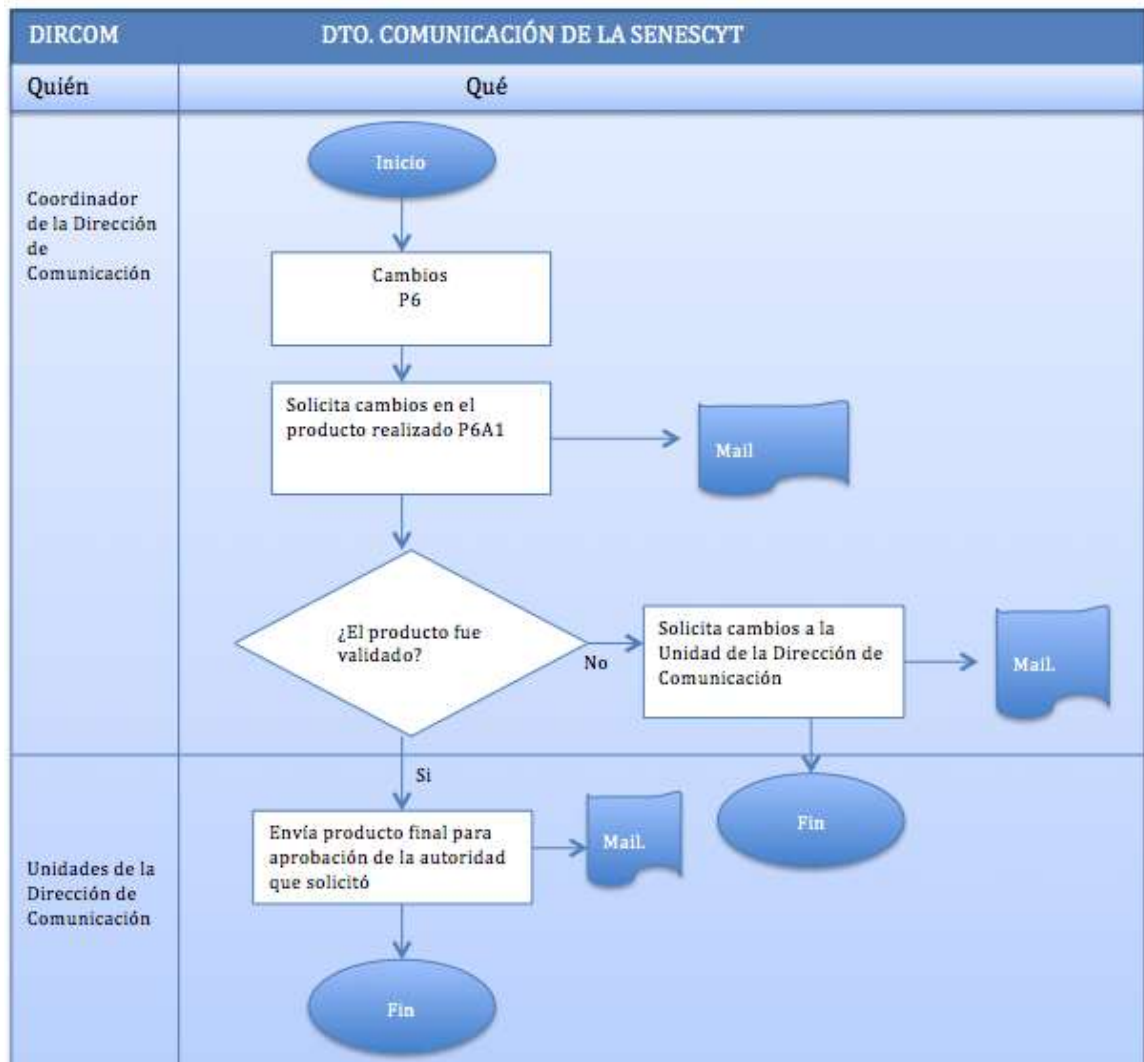 DIRCOM
DTO. COMUNICACIÓN DE LA SENESCYT
Quién
Qué
Coordinador
de la Dirección
de
Comunicación
Inicio
Cambios
P6
Solicita cambios en el
producto realizado P6A1
Mail
¿El producto fue
validado?
No
Solicita cambios a la
Unidad de la Dirección de
Comunicación
Mail.
Si
Fin
Unidades de la
Dirección de
Comunicación
Envía producto final para
aprobación de la autoridad
que solicitó
Mail.
Fin